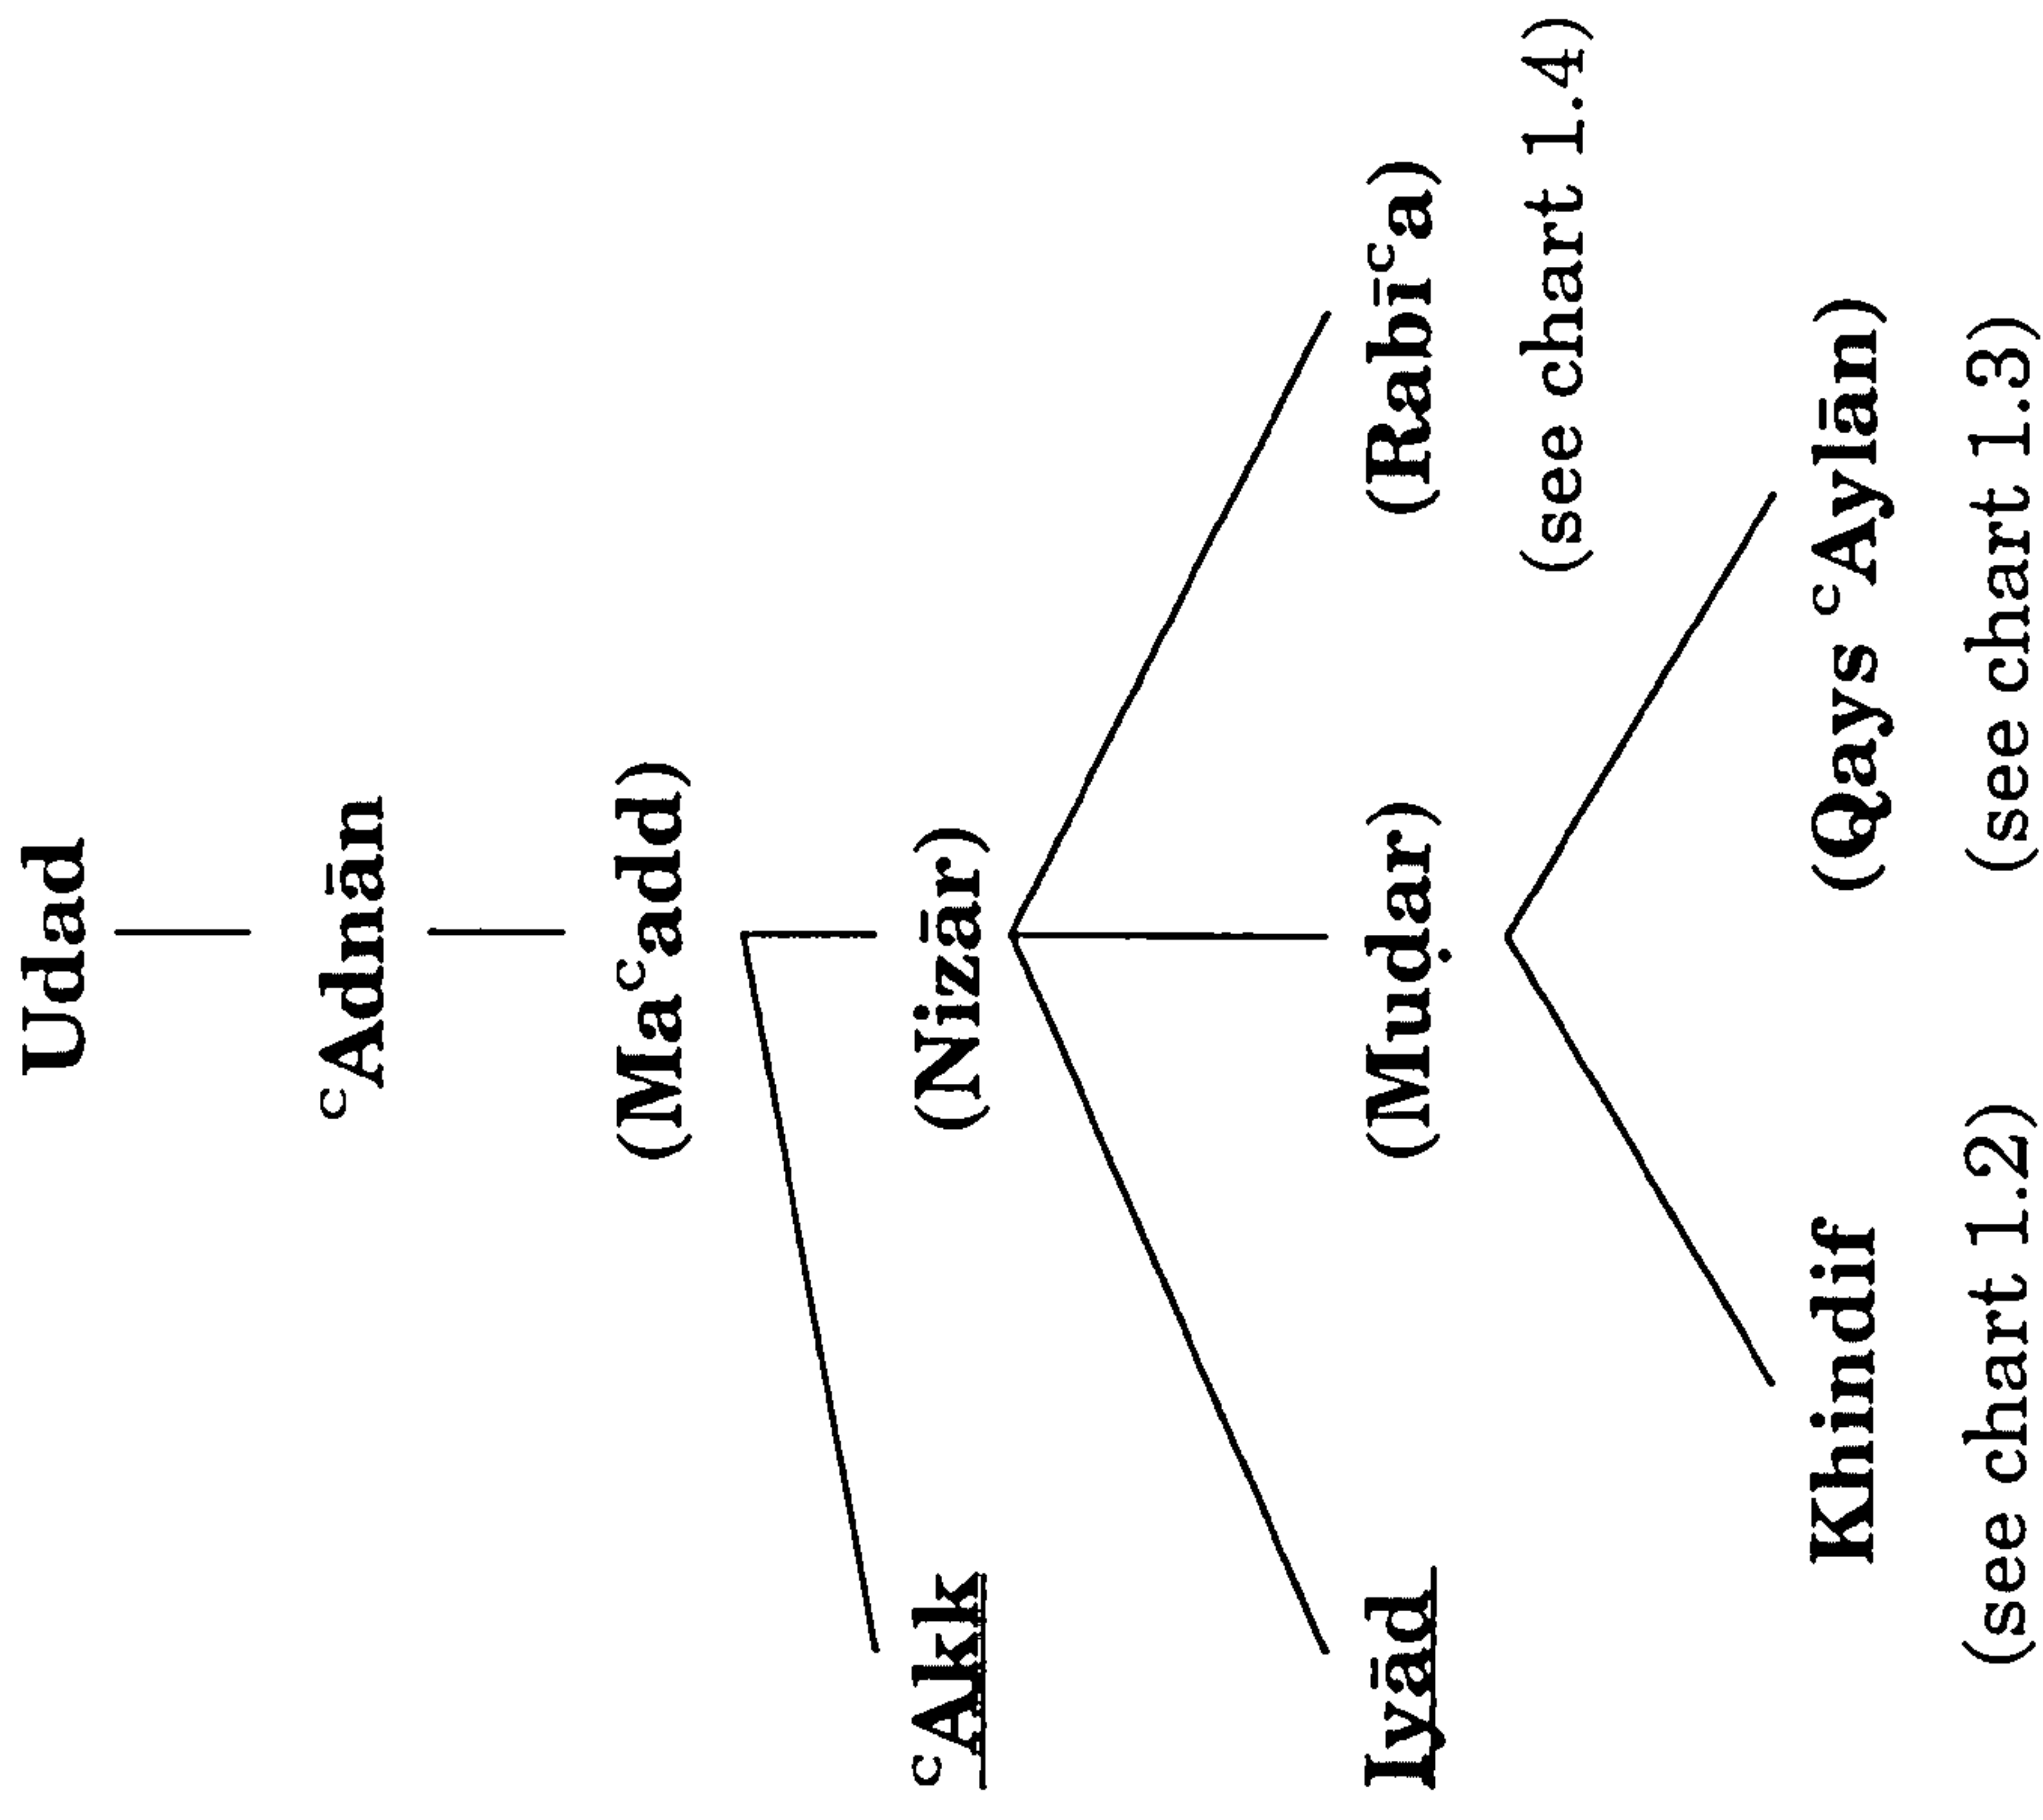 Udad
ᶜAdnān
(Maᶜadd)
ᶜAkk (Nizār)
Iyād (Muḍar) (Rabīᶜa)
(see chart 1.4)
Khindif (Qays ᶜAylān)
(see chart 1.2) (see chart 1.3)